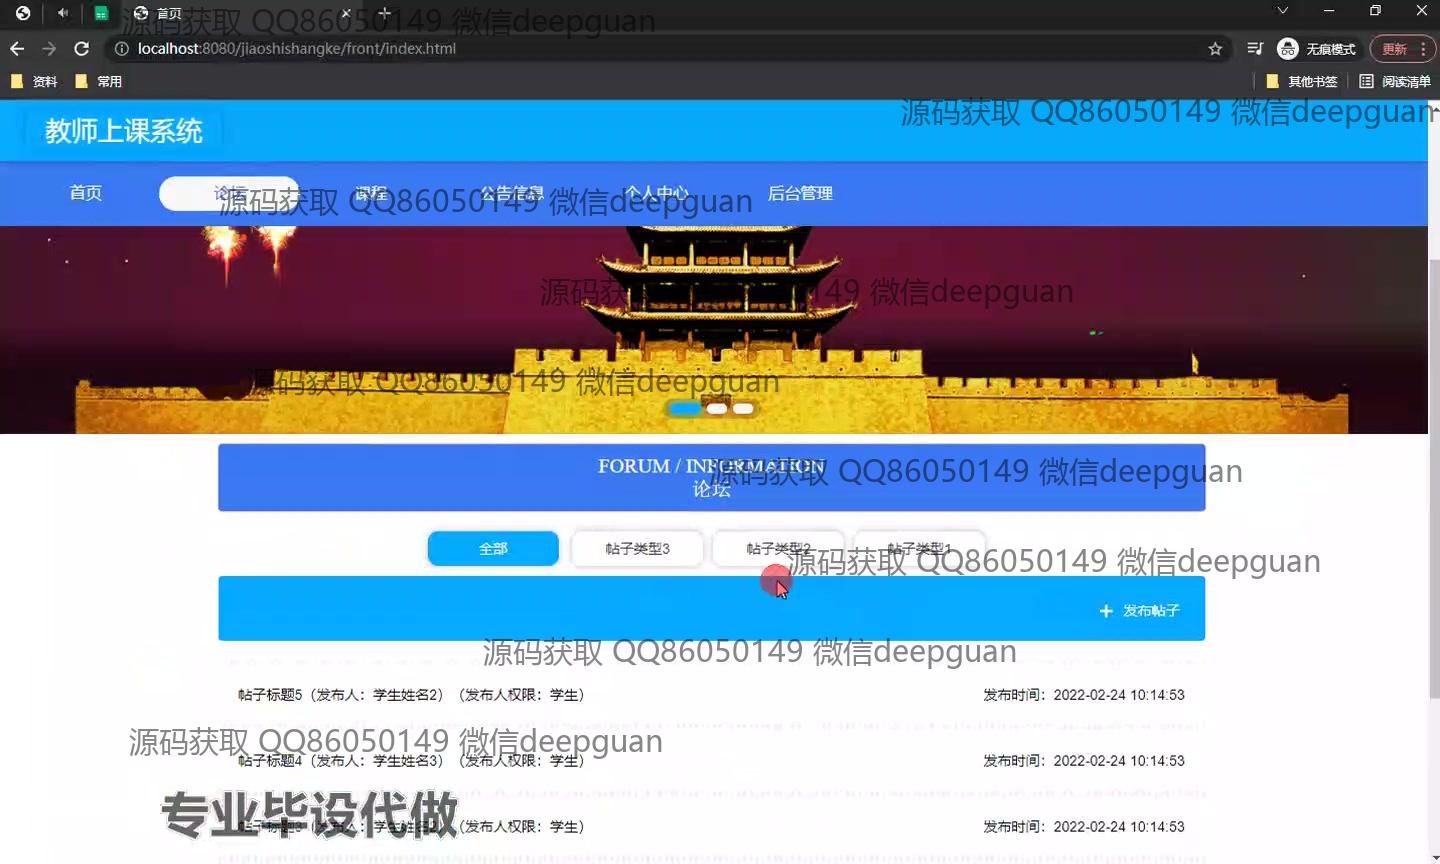 首页
localhost:8080/jiaoshishangke/front/index.html
无痕模式
更新
资料
常用
其他书签
阅读清单
源码获取 QQ86050149 微信deepguan
源码获取 QQ86050149 微信deepguan
教师上课系统
首页
论坛
课程
公告信息
个人中心
后台管理
源码获取 QQ86050149 微信deepguan
源码获取 QQ86050149 微信deepguan
源码获取 QQ86050149 微信deepguan
FORUM / INFORMATION
论坛
源码获取 QQ86050149 微信deepguan
全部
帖子类型3
帖子类型2
帖子类型1
源码获取 QQ86050149 微信deepguan
+ 发布帖子
源码获取 QQ86050149 微信deepguan
帖子标题5（发布人：学生姓名2）（发布人权限：学生）
发布时间：2022-02-24 10:14:53
源码获取 QQ86050149 微信deepguan
帖子标题4（发布人：学生姓名3）（发布人权限：学生）
发布时间：2022-02-24 10:14:53
专业毕设代做
帖子标题3（发布人：学生姓名2）（发布人权限：学生）
发布时间：2022-02-24 10:14:53